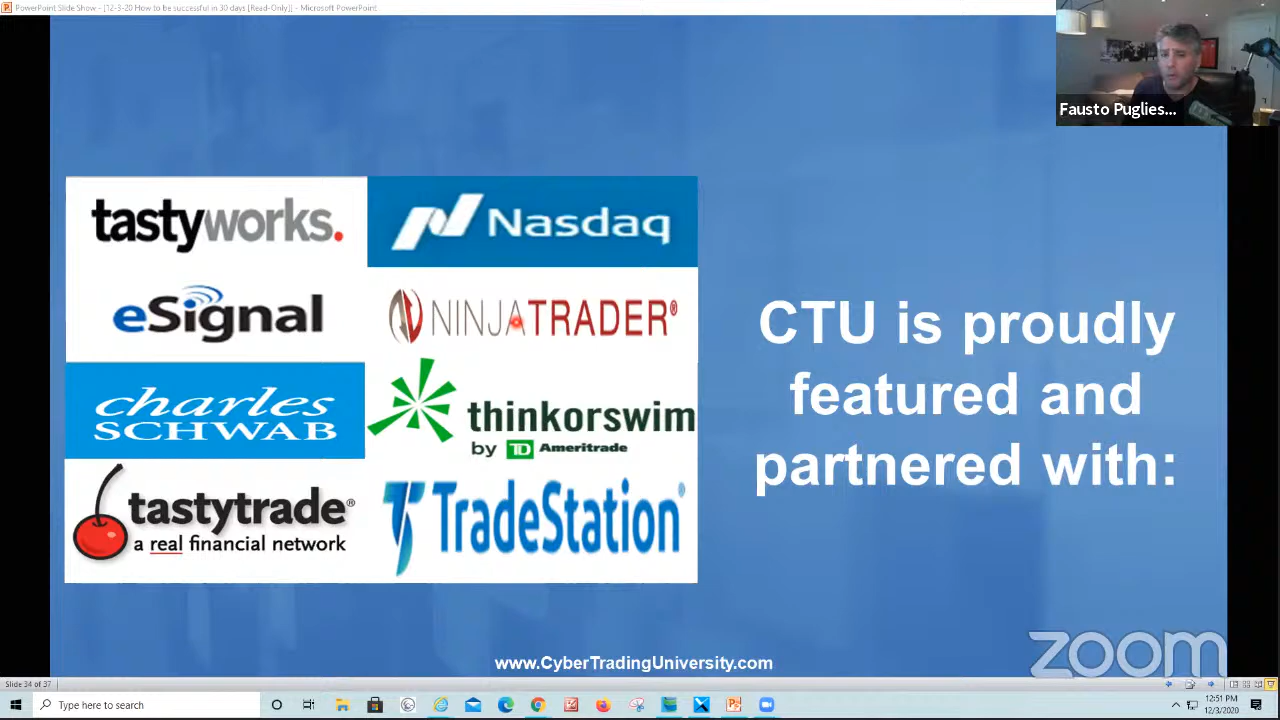 PowerPoint Slide Show - [12-3-20 How to be successful in 30 days [Read-Only]] - Microsoft PowerPoint
Fausto Puglies...
tastyworks.
Nasdaq
eSignal
NINJATRADER®
charles
SCHWAB
thinkorswim
by TD Ameritrade
tastytrade®
a real financial network
TradeStation®
CTU is proudly
featured and
partnered with:
www.CyberTradingUniversity.com
zoom
Slide 34 of 37
Type here to search
12:51 PM
12/3/2020